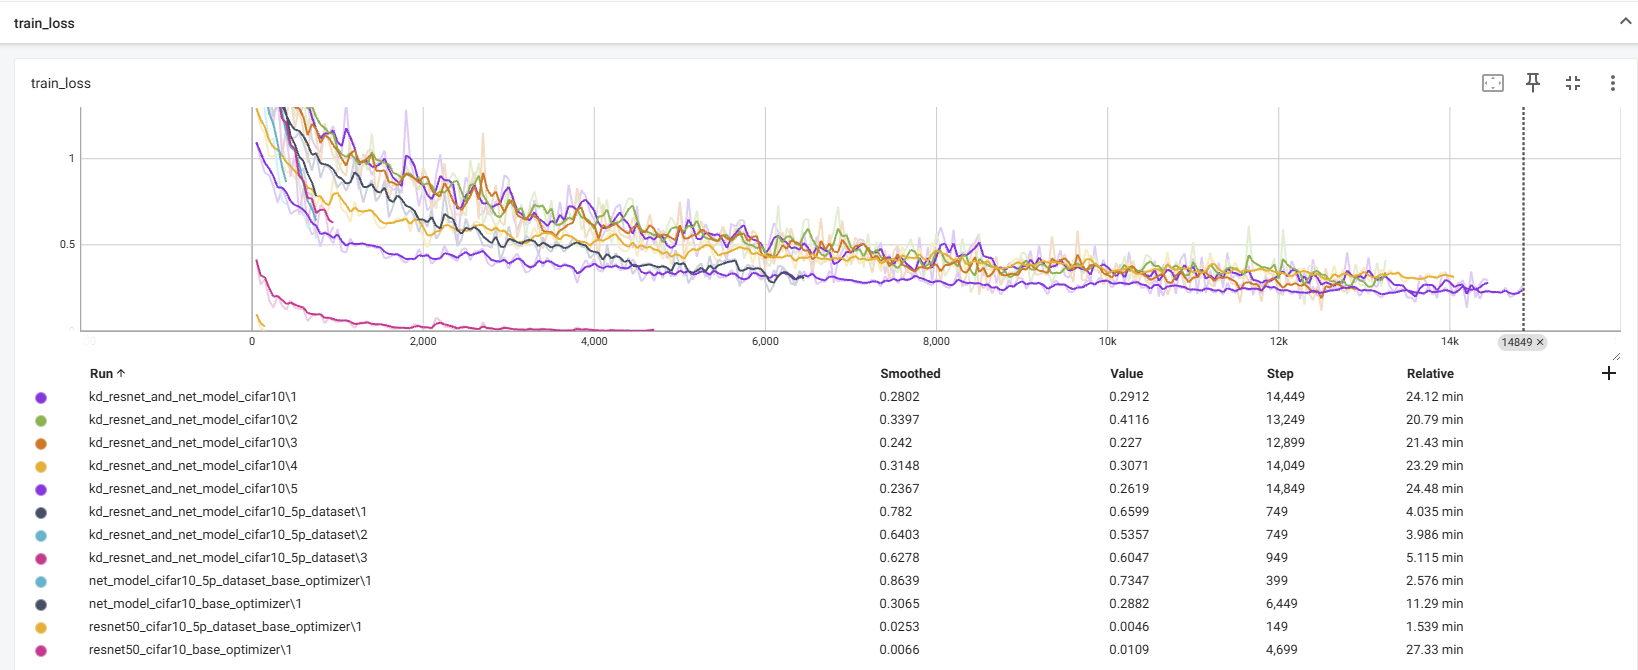 train_loss
train_loss
1
0.5
0 2,000 4,000 6,000 8,000 10k 12k 14k 14849 ×
Run ↑ Smoothed Value Step Relative
kd_resnet_and_net_model_cifar10\1 0.2802 0.2912 14,449 24.12 min
kd_resnet_and_net_model_cifar10\2 0.3397 0.4116 13,249 20.79 min
kd_resnet_and_net_model_cifar10\3 0.242 0.227 12,899 21.43 min
kd_resnet_and_net_model_cifar10\4 0.3148 0.3071 14,049 23.29 min
kd_resnet_and_net_model_cifar10\5 0.2367 0.2619 14,849 24.48 min
kd_resnet_and_net_model_cifar10_5p_dataset\1 0.782 0.6599 749 4.035 min
kd_resnet_and_net_model_cifar10_5p_dataset\2 0.6403 0.5357 749 3.986 min
kd_resnet_and_net_model_cifar10_5p_dataset\3 0.6278 0.6047 949 5.115 min
net_model_cifar10_5p_dataset_base_optimizer\1 0.8639 0.7347 399 2.576 min
net_model_cifar10_base_optimizer\1 0.3065 0.2882 6,449 11.29 min
resnet50_cifar10_5p_dataset_base_optimizer\1 0.0253 0.0046 149 1.539 min
resnet50_cifar10_base_optimizer\1 0.0066 0.0109 4,699 27.33 min